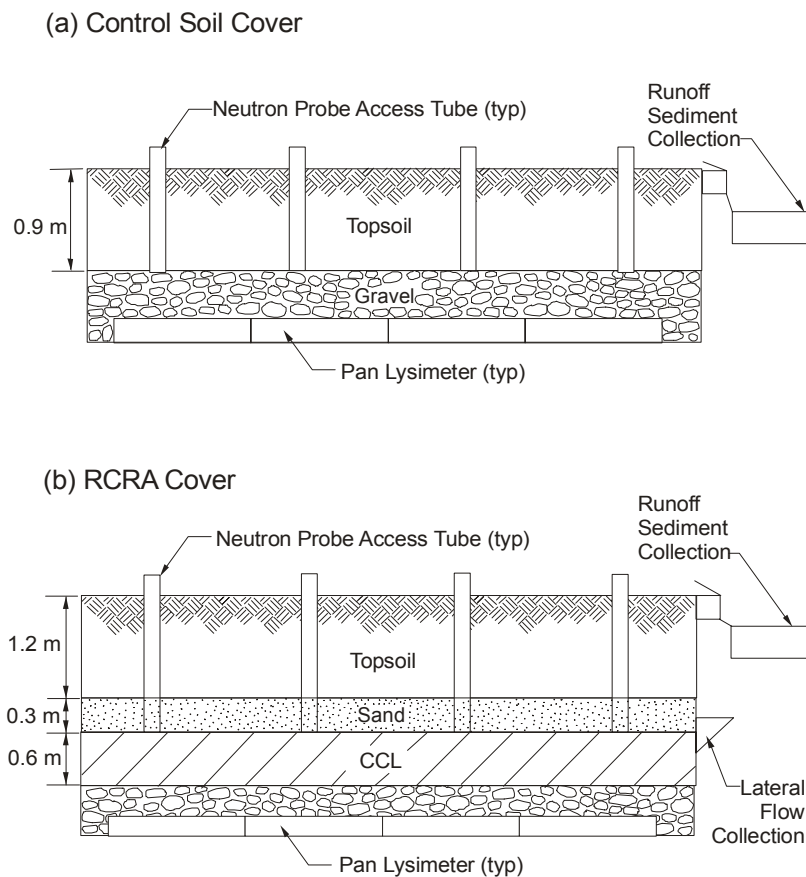 (a) Control Soil Cover
Neutron Probe Access Tube (typ)
Runoff
Sediment
Collection
0.9 m
Topsoil
Gravel
Pan Lysimeter (typ)
(b) RCRA Cover
Neutron Probe Access Tube (typ)
Runoff
Sediment
Collection
1.2 m
Topsoil
0.3 m
Sand
0.6 m
CCL
Lateral
Flow
Collection
Pan Lysimeter (typ)